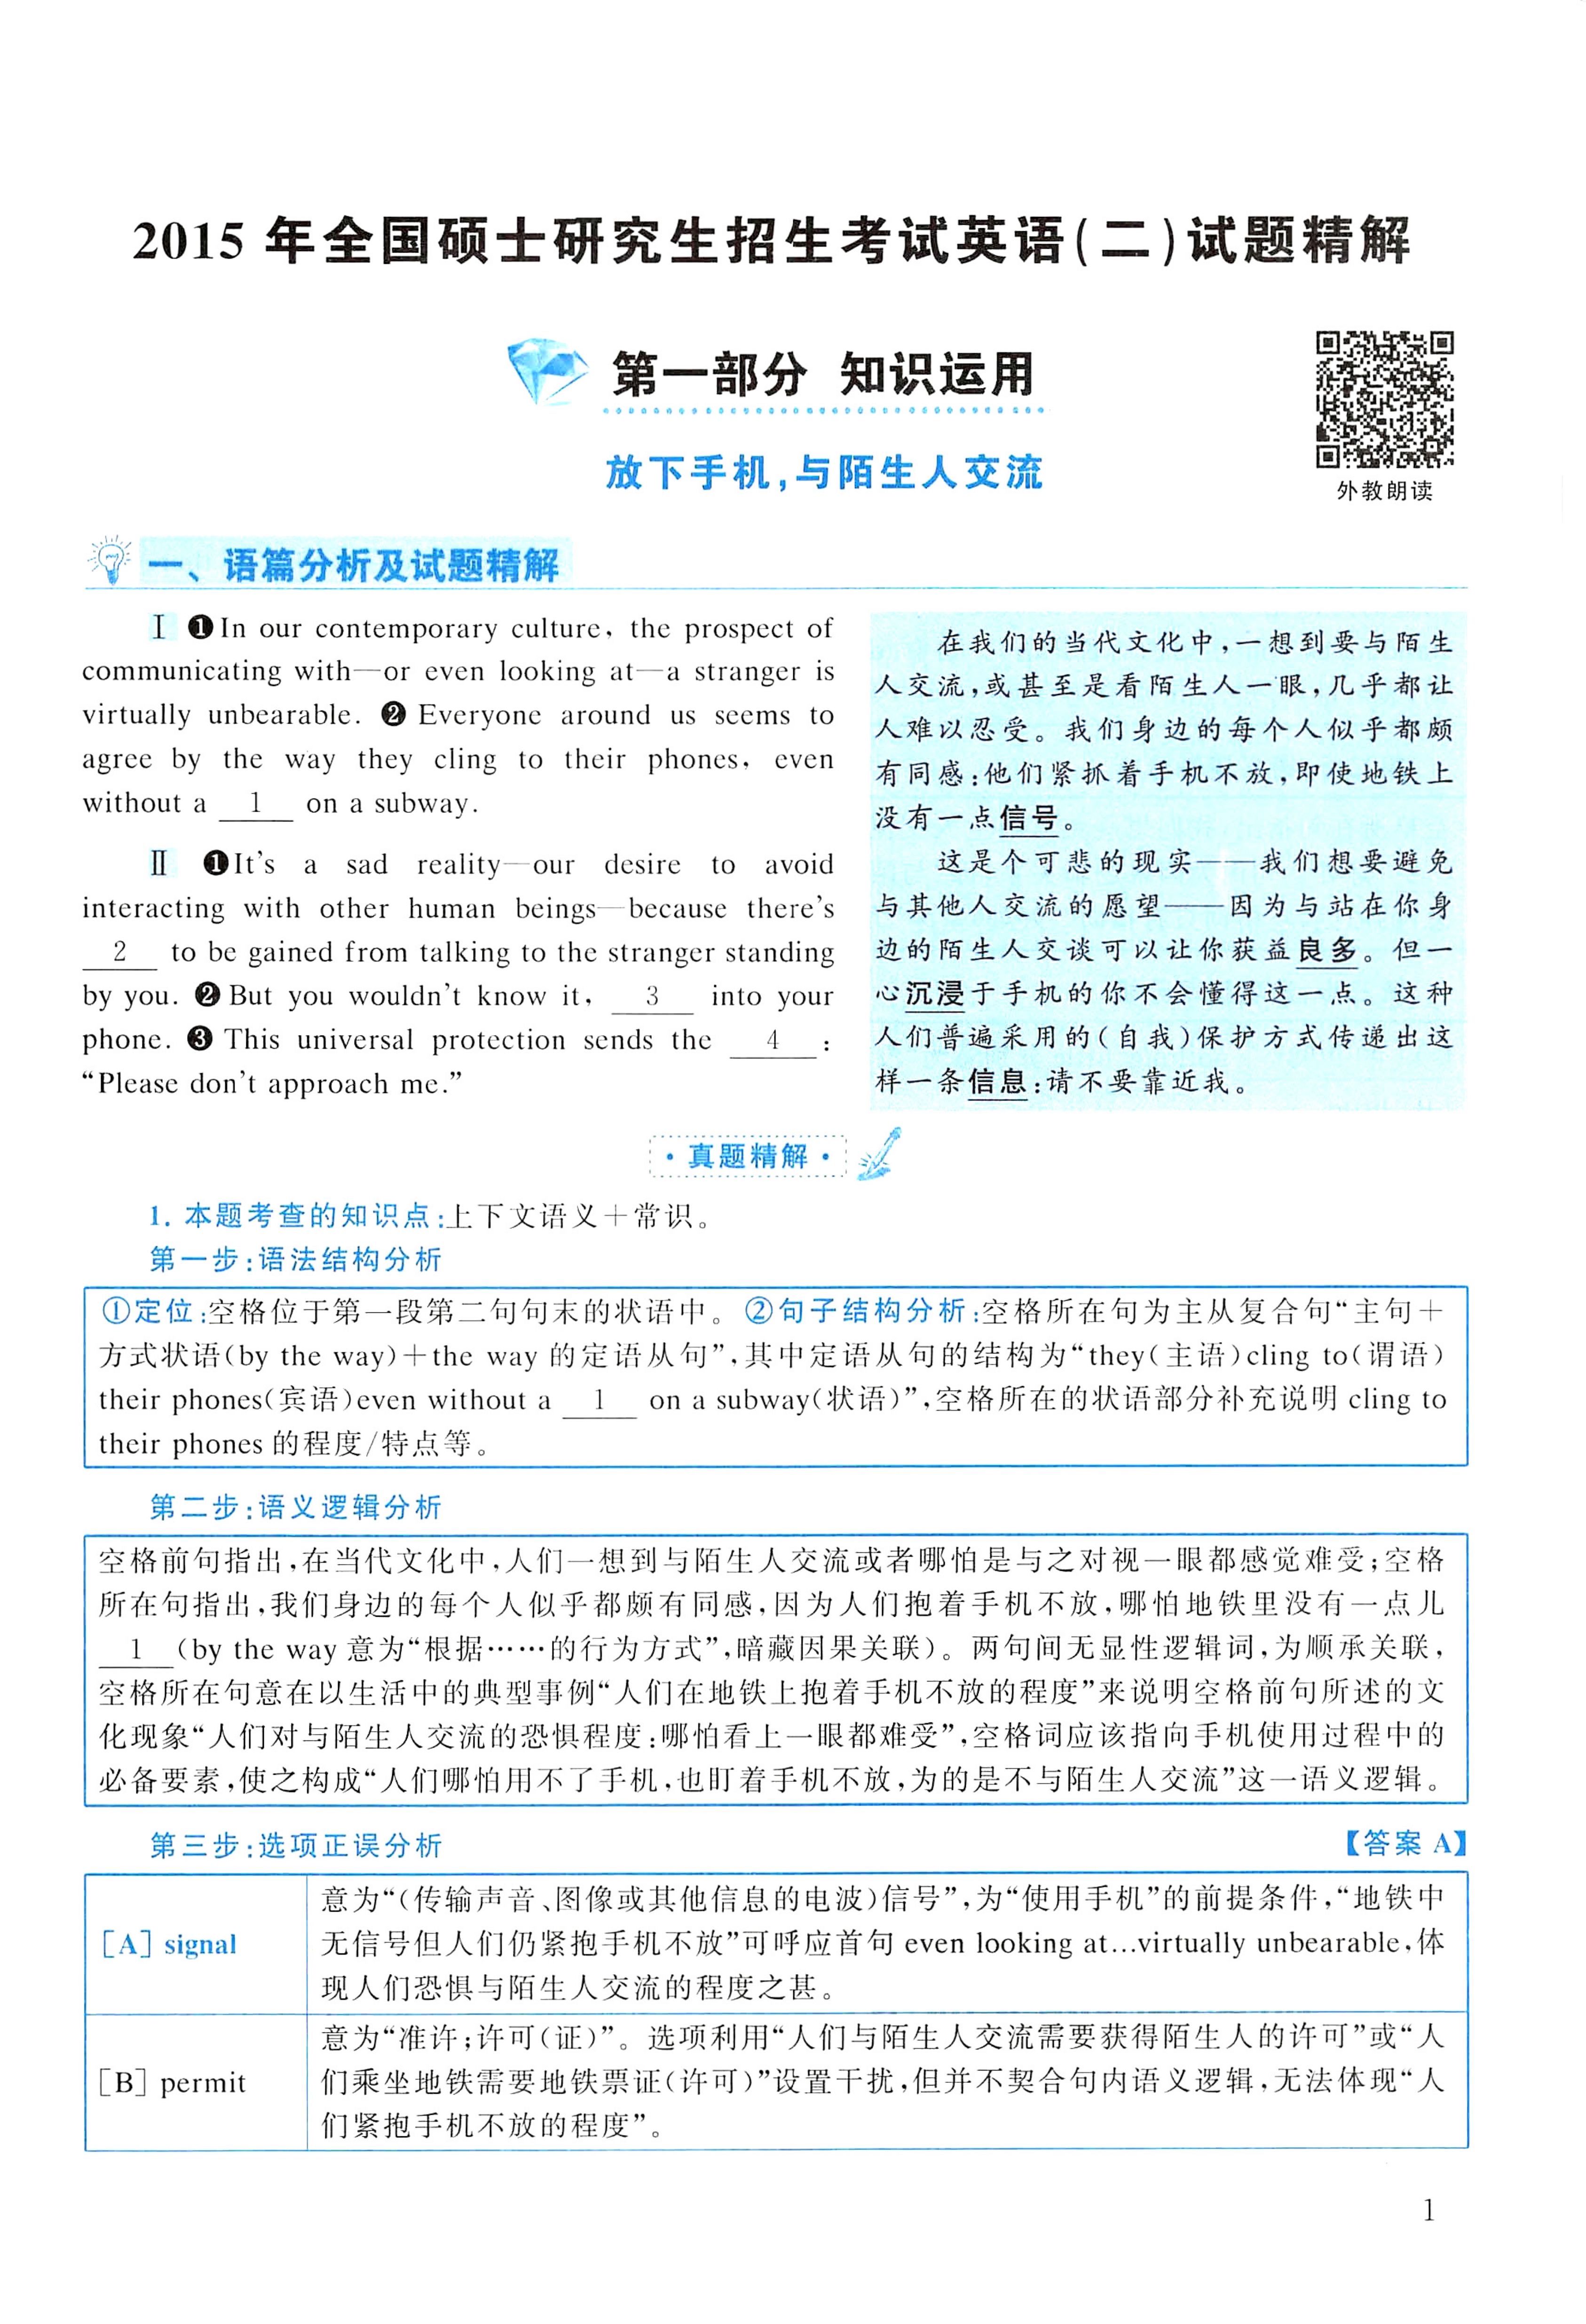 2015 年全国硕士研究生招生考试英语(二)试题精解
第一部分 知识运用
放下手机,与陌生人交流
外教朗读
一、语篇分析及试题精解
Ⅰ ❶In our contemporary culture, the prospect of
communicating with—or even looking at—a stranger is
virtually unbearable. ❷ Everyone around us seems to
agree by the way they cling to their phones, even
without a 1 on a subway.
Ⅱ ❶It's a sad reality—our desire to avoid
interacting with other human beings—because there's
2 to be gained from talking to the stranger standing
by you. ❷ But you wouldn't know it, 3 into your
phone. ❸ This universal protection sends the 4 :
“Please don't approach me.”
在我们的当代文化中,一想到要与陌生
人交流,或甚至是看陌生人一眼,几乎都让
人难以忍受。我们身边的每个人似乎都颇
有同感:他们紧抓着手机不放,即使地铁上
没有一点信号。
这是个可悲的现实——我们想要避免
与其他人交流的愿望——因为与站在你身
边的陌生人交谈可以让你获益良多。但一
心沉浸于手机的你不会懂得这一点。这种
人们普遍采用的(自我)保护方式传递出这
样一条信息:请不要靠近我。
·真题精解·
1. 本题考查的知识点:上下文语义+常识。
第一步:语法结构分析
①定位:空格位于第一段第二句句末的状语中。②句子结构分析:空格所在句为主从复合句“主句+
方式状语(by the way)+the way 的定语从句”,其中定语从句的结构为“they(主语)cling to(谓语)
their phones(宾语)even without a 1 on a subway(状语)”,空格所在的状语部分补充说明 cling to
their phones 的程度/特点等。
第二步:语义逻辑分析
空格前句指出,在当代文化中,人们一想到与陌生人交流或者哪怕是与之对视一眼都感觉难受;空格
所在句指出,我们身边的每个人似乎都颇有同感,因为人们抱着手机不放,哪怕地铁里没有一点儿
1 (by the way 意为“根据……的行为方式”,暗藏因果关联)。两句间无显性逻辑词,为顺承关联,
空格所在句意在以生活中的典型事例“人们在地铁上抱着手机不放的程度”来说明空格前句所述的文
化现象“人们对与陌生人交流的恐惧程度:哪怕看上一眼都难受”,空格词应该指向手机使用过程中的
必备要素,使之构成“人们哪怕用不了手机,也盯着手机不放,为的是不与陌生人交流”这一语义逻辑。
第三步:选项正误分析 【答案 A】
[A] signal 意为“(传输声音、图像或其他信息的电波)信号”,为“使用手机”的前提条件,“地铁中
无信号但人们仍紧抱手机不放”可呼应首句 even looking at…virtually unbearable,体
现人们恐惧与陌生人交流的程度之甚。
[B] permit 意为“准许;许可(证)”。选项利用“人们与陌生人交流需要获得陌生人的许可”或“人
们乘坐地铁需要地铁票证(许可)”设置干扰,但并不契合句内语义逻辑,无法体现“人
们紧抱手机不放的程度”。
1